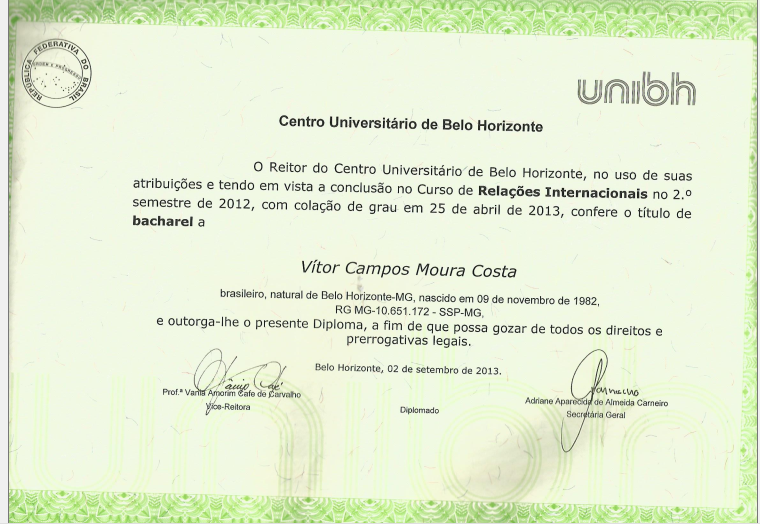 REPÚBLICA FEDERATIVA DO BRASIL
ORDEM E PROGRESSO
unibh
Centro Universitário de Belo Horizonte
O Reitor do Centro Universitário de Belo Horizonte, no uso de suas
atribuições e tendo em vista a conclusão no Curso de Relações Internacionais no 2.º
semestre de 2012, com colação de grau em 25 de abril de 2013, confere o título de
bacharel a
Vítor Campos Moura Costa
brasileiro, natural de Belo Horizonte-MG, nascido em 09 de novembro de 1982,
RG MG-10.651.172 - SSP-MG,
e outorga-lhe o presente Diploma, a fim de que possa gozar de todos os direitos e
prerrogativas legais.
Belo Horizonte, 02 de setembro de 2013.
Prof.ª Vania Amorim Café de Carvalho
Vice-Reitora
Diplomado
Adriane Aparecida de Almeida Carneiro
Secretária Geral
unibh